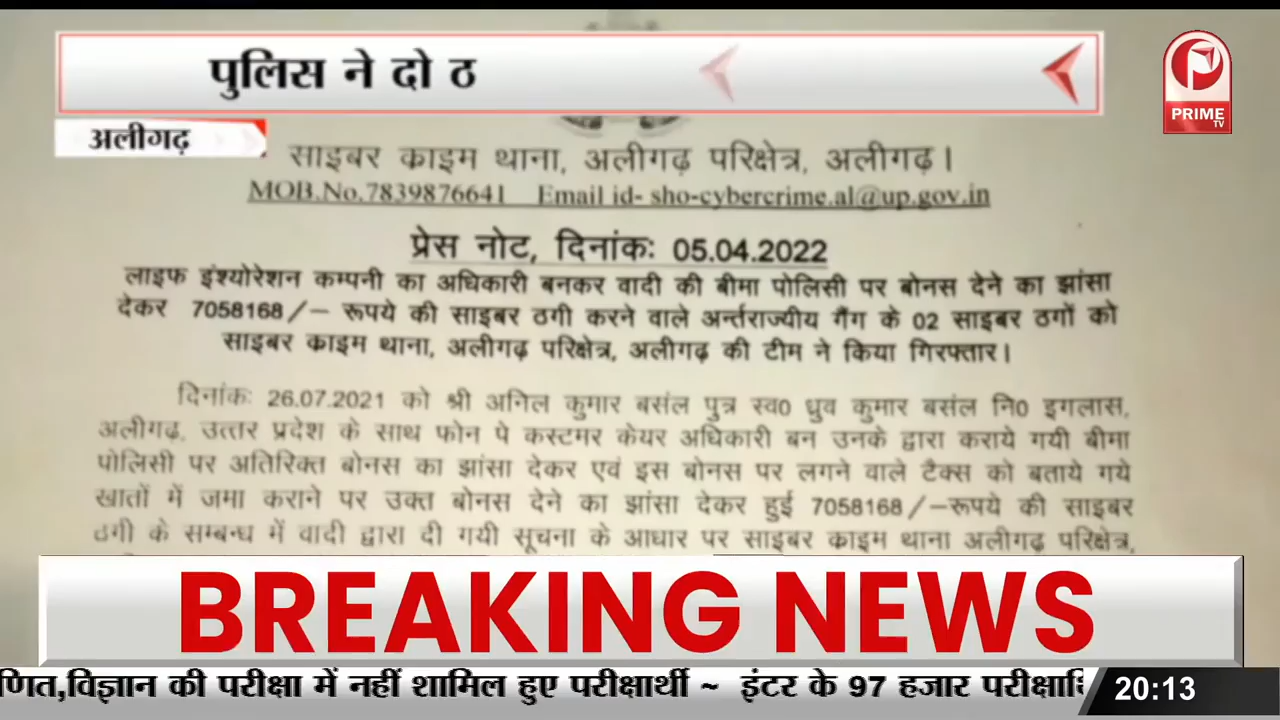 पुलिस ने दो ठ
PRIME
TV
अलीगढ़
साइबर क्राइम थाना, अलीगढ़ परिक्षेत्र, अलीगढ़।
MOB.No.7839876641 Email id- sho-cybercrime.al@up.gov.in
प्रेस नोट, दिनांकः 05.04.2022
लाइफ इंश्योरेशन कम्पनी का अधिकारी बनकर वादी की बीमा पोलिसी पर बोनस देने का झांसा
देकर 7058168/- रूपये की साइबर ठगी करने वाले अर्न्तराज्यीय गैंग के 02 साइबर ठगों को
साइबर क्राइम थाना, अलीगढ़ परिक्षेत्र, अलीगढ़ की टीम ने किया गिरफ्तार।
दिनांकः 26.07.2021 को श्री अनिल कुमार बसंल पुत्र स्व0 ध्रुव कुमार बसंल नि0 इगलास,
अलीगढ़, उत्तर प्रदेश के साथ फोन पे कस्टमर केयर अधिकारी बन उनके द्वारा कराये गयी बीमा
पोलिसी पर अतिरिक्त बोनस का झांसा देकर एवं इस बोनस पर लगने वाले टैक्स को बताये गये
खातों में जमा कराने पर उक्त बोनस देने का झांसा देकर हुई 7058168/-रूपये की साइबर
ठगी के सम्बन्ध में वादी द्वारा दी गयी सूचना के आधार पर साइबर क्राइम थाना अलीगढ़ परिक्षेत्र,
BREAKING NEWS
णित,विज्ञान की परीक्षा में नहीं शामिल हुए परीक्षार्थी ~ इंटर के 97 हजार
20:13